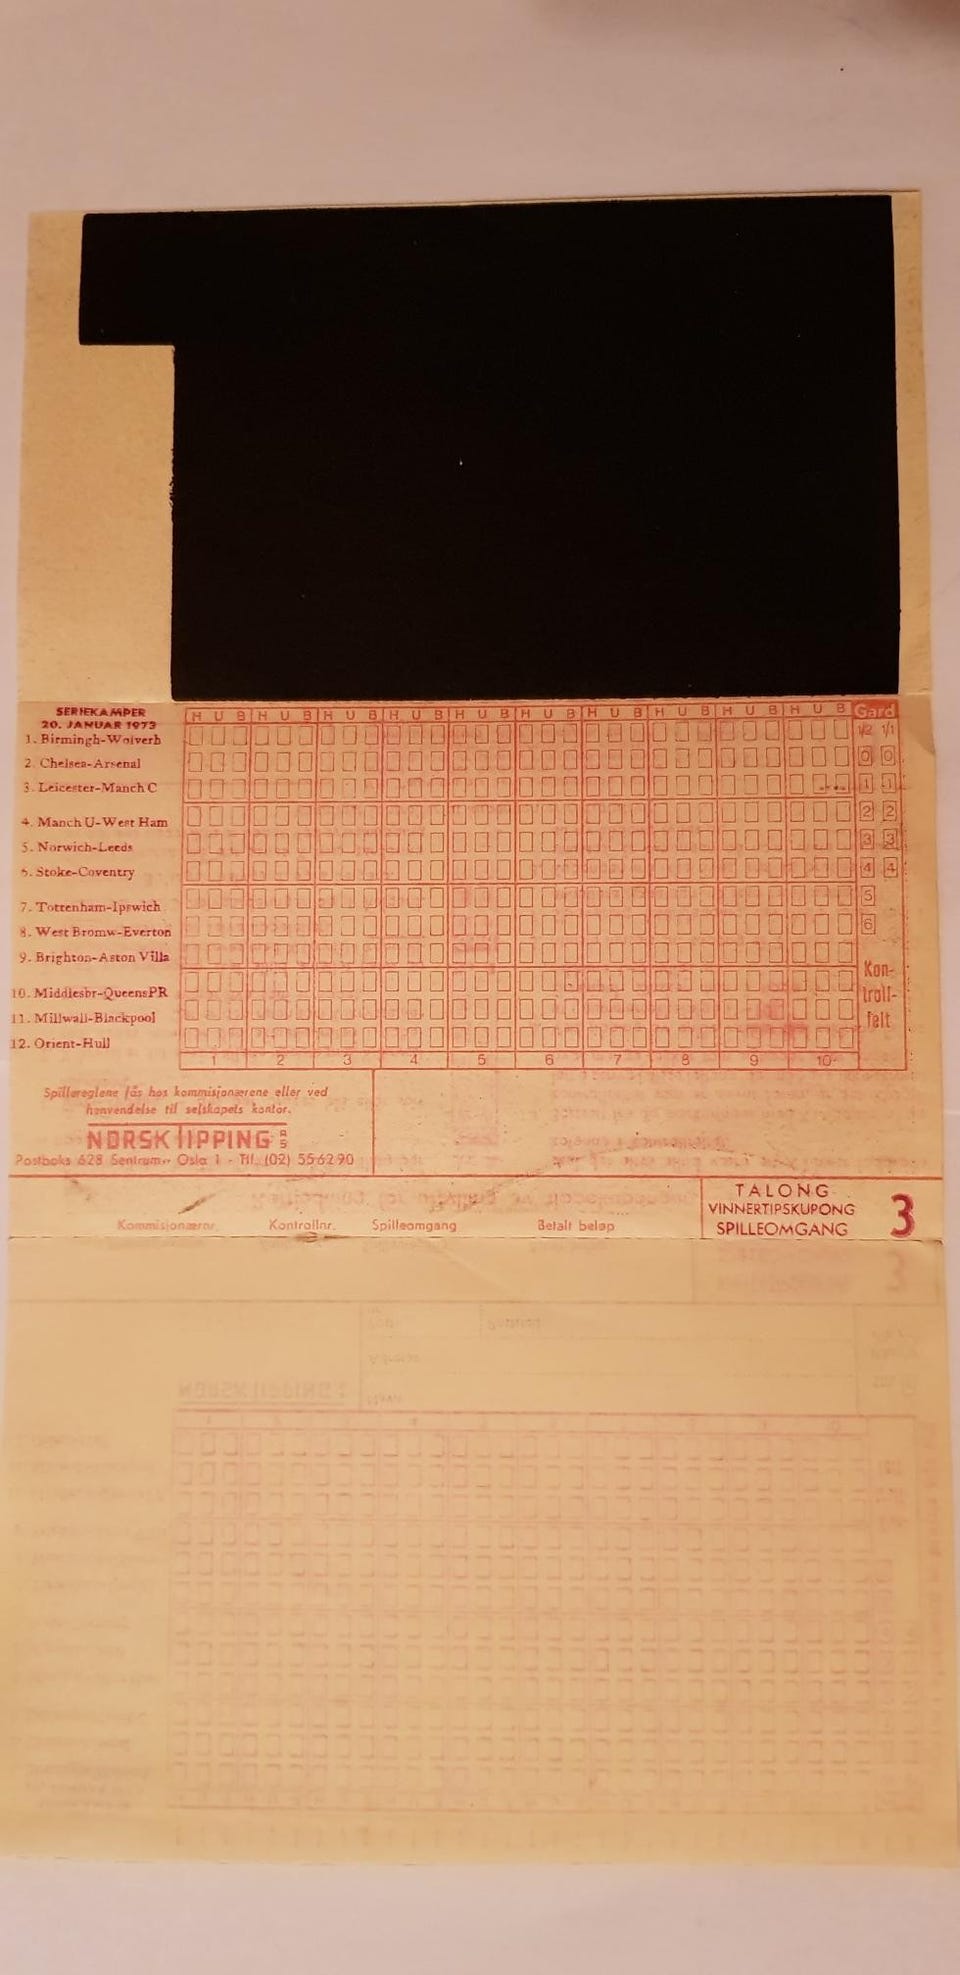 SERIEKAMPER
20. JANUAR 1973
H U B H U B H U B H U B H U B H U B H U B H U B H U B H U B Gard
1/2 1/1
1. Birmingh-Wolverh
2. Chelsea-Arsenal 0 0
3. Leicester-Manch C 1 1
4. Manch U-West Ham 2 2
5. Norwich-Leeds 3 3
6. Stoke-Coventry 4 4
7. Tottenham-Ipswich 5
8. West Bromw-Everton 6
9. Brighton-Aston Villa
10. Middlesbr-QueensPR
11. Millwall-Blackpool
12. Orient-Hull
Kon-
troll-
felt
1 2 3 4 5 6 7 8 9 10
Spillereglene fås hos kommisjonærene eller ved
henvendelse til selskapets kontor.
NORSK TIPPING A/S
Postboks 628 Sentrum, Oslo 1 - Tlf. (02) 55 62 90
Kommisjonærnr. Kontrollnr. Spilleomgang Betalt beløp
TALONG
VINNERTIPSKUPONG
SPILLEOMGANG 3